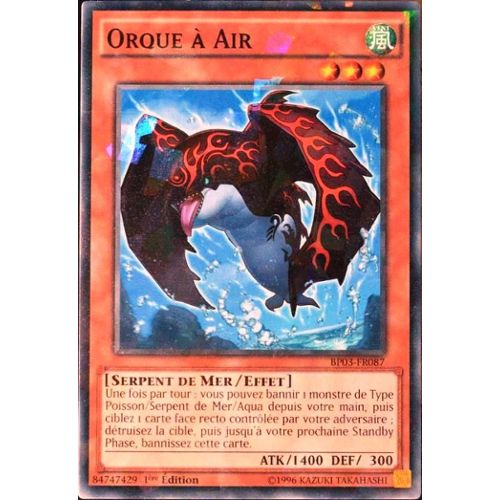 Orque à Air
嵐
BP03-FR087
[Serpent de Mer/Effet]
Une fois par tour : vous pouvez bannir 1 monstre de Type
Poisson/Serpent de Mer/Aqua depuis votre main, puis
ciblez 1 carte face recto contrôlée par votre adversaire ;
détruisez la cible, puis jusqu'à votre prochaine Standby
Phase, bannissez cette carte.
ATK/1400 DEF/ 300
84747429 1ère Édition ©1996 KAZUKI TAKAHASHI